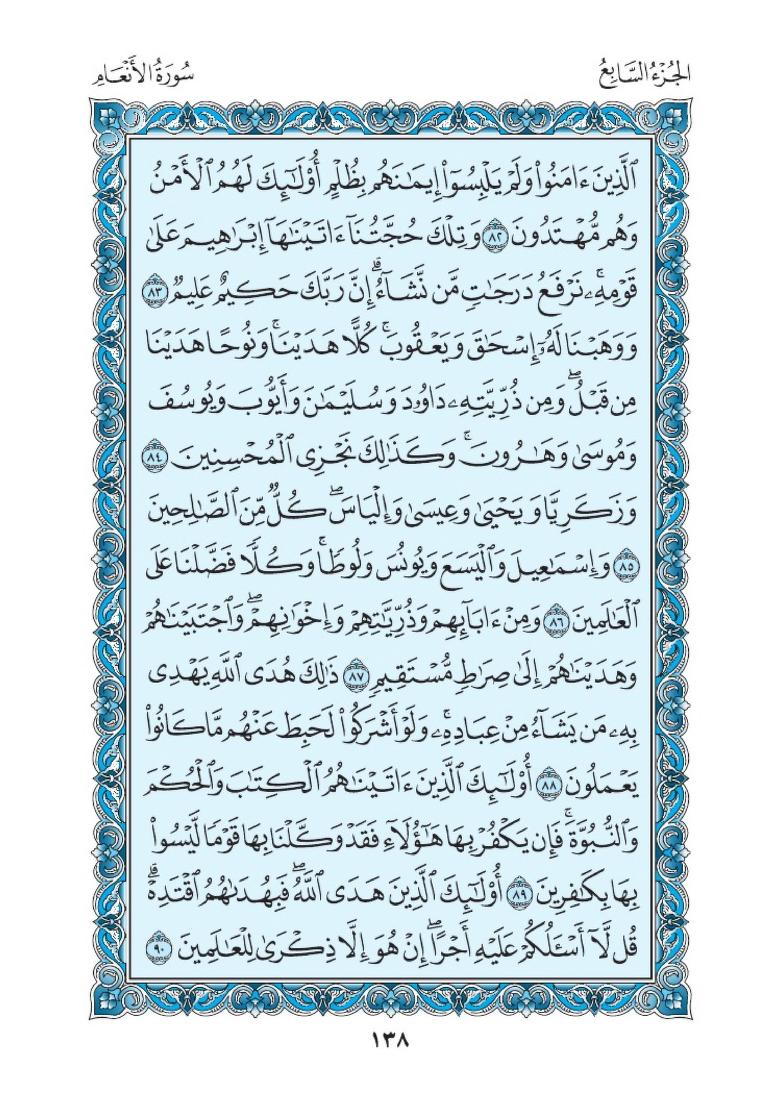 الجُزْءُ السَّابِعُ
سُورَةُ الأَنْعَامِ
ٱلَّذِينَ ءَامَنُوا۟ وَلَمْ يَلْبِسُوٓا۟ إِيمَـٰنَهُم بِظُلْمٍ أُو۟لَـٰٓئِكَ لَهُمُ ٱلْأَمْنُ
وَهُم مُّهْتَدُونَ ٨٢ وَتِلْكَ حُجَّتُنَآ ءَاتَيْنَـٰهَآ إِبْرَٰهِيمَ عَلَىٰ
قَوْمِهِۦۚ نَرْفَعُ دَرَجَـٰتٍ مَّن نَّشَآءُۗ إِنَّ رَبَّكَ حَكِيمٌ عَلِيمٌ ٨٣
وَوَهَبْنَا لَهُۥٓ إِسْحَـٰقَ وَيَعْقُوبَۚ كُلًّا هَدَيْنَاۚ وَنُوحًا هَدَيْنَا
مِن قَبْلُۖ وَمِن ذُرِّيَّتِهِۦ دَاوُۥدَ وَسُلَيْمَـٰنَ وَأَيُّوبَ وَيُوسُفَ
وَمُوسَىٰ وَهَـٰرُونَۚ وَكَذَٰلِكَ نَجْزِى ٱلْمُحْسِنِينَ ٨٤
وَزَكَرِيَّا وَيَحْيَىٰ وَعِيسَىٰ وَإِلْيَاسَۖ كُلٌّ مِّنَ ٱلصَّـٰلِحِينَ
٨٥ وَإِسْمَـٰعِيلَ وَٱلْيَسَعَ وَيُونُسَ وَلُوطًاۚ وَكُلًّا فَضَّلْنَا عَلَى
ٱلْعَـٰلَمِينَ ٨٦ وَمِنْ ءَابَآئِهِمْ وَذُرِّيَّـٰتِهِمْ وَإِخْوَٰنِهِمْۖ وَٱجْتَبَيْنَـٰهُمْ
وَهَدَيْنَـٰهُمْ إِلَىٰ صِرَٰطٍ مُّسْتَقِيمٍ ٨٧ ذَٰلِكَ هُدَى ٱللَّهِ يَهْدِى
بِهِۦ مَن يَشَآءُ مِنْ عِبَادِهِۦۚ وَلَوْ أَشْرَكُوا۟ لَحَبِطَ عَنْهُم مَّا كَانُوا۟
يَعْمَلُونَ ٨٨ أُو۟لَـٰٓئِكَ ٱلَّذِينَ ءَاتَيْنَـٰهُمُ ٱلْكِتَـٰبَ وَٱلْحُكْمَ
وَٱلنُّبُوَّةَۚ فَإِن يَكْفُرْ بِهَا هَـٰٓؤُلَآءِ فَقَدْ وَكَّلْنَا بِهَا قَوْمًا لَّيْسُوا۟
بِهَا بِكَـٰفِرِينَ ٨٩ أُو۟لَـٰٓئِكَ ٱلَّذِينَ هَدَى ٱللَّهُۖ فَبِهُدَىٰهُمُ ٱقْتَدِهْۗ
قُل لَّآ أَسْـَٔلُكُمْ عَلَيْهِ أَجْرًاۖ إِنْ هُوَ إِلَّا ذِكْرَىٰ لِلْعَـٰلَمِينَ ٩٠
١٣٨